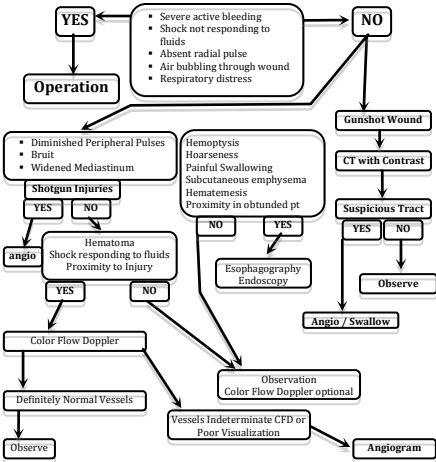 YES
▪ Severe active bleeding
▪ Shock not responding to
fluids
▪ Absent radial pulse
▪ Air bubbling through wound
▪ Respiratory distress
NO
Operation
Gunshot Wound
▪ Diminished Peripheral Pulses
▪ Bruit
▪ Widened Mediastinum
Hemoptysis
Hoarseness
Painful Swallowing
Subcutaneous emphysema
Hematemesis
Proximity in obtunded pt
CT with Contrast
Shotgun Injuries
Suspicious Tract
YES
NO
NO
YES
YES
NO
angio
Hematoma
Shock responding to fluids
Proximity to Injury
Esophagography
Endoscopy
Observe
YES
NO
Angio / Swallow
Color Flow Doppler
Observation
Color Flow Doppler optional
Definitely Normal Vessels
Vessels Indeterminate CFD or
Poor Visualization
Observe
Angiogram